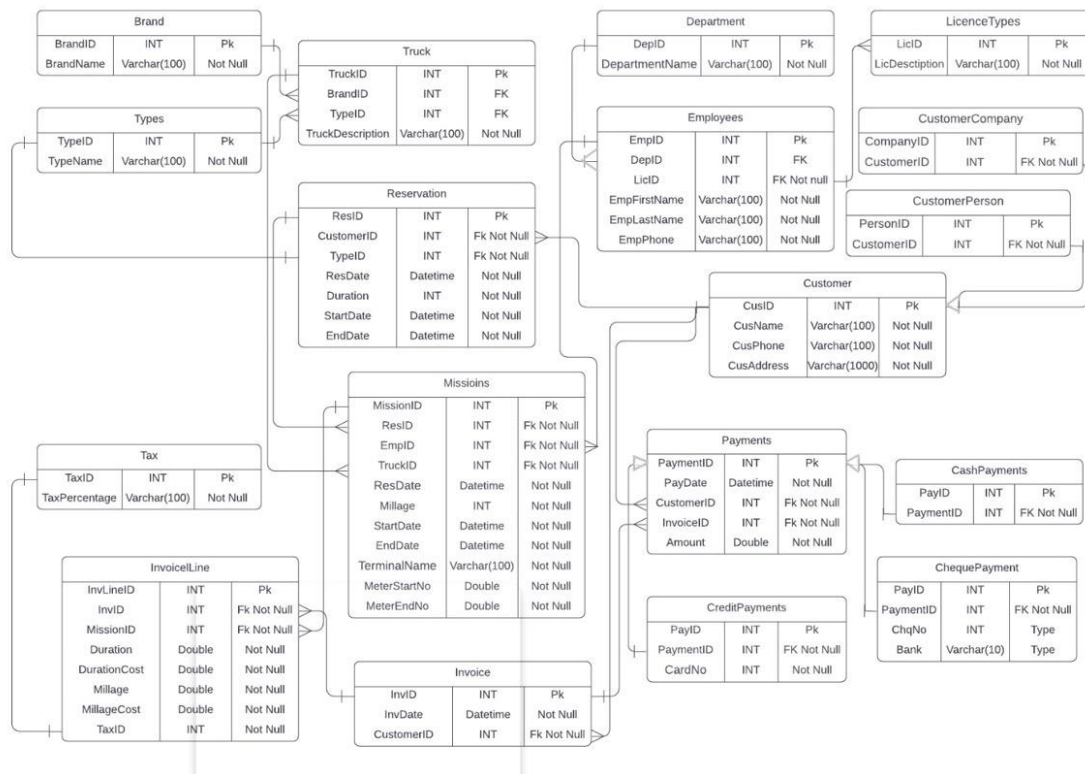 Brand
BrandID INT Pk
BrandName Varchar(100) Not Null
Truck
TruckID INT Pk
BrandID INT FK
TypeID INT FK
TruckDescription Varchar(100) Not Null
Department
DepID INT Pk
DepartmentName Varchar(100) Not Null
LicenceTypes
LicID INT Pk
LicDesctiption Varchar(100) Not Null
Types
TypeID INT Pk
TypeName Varchar(100) Not Null
Employees
EmpID INT Pk
DepID INT FK
LicID INT FK Not null
EmpFirstName Varchar(100) Not Null
EmpLastName Varchar(100) Not Null
EmpPhone Varchar(100) Not Null
CustomerCompany
CompanyID INT Pk
CustomerID INT FK Not Null
CustomerPerson
PersonID INT Pk
CustomerID INT FK Not Null
Reservation
ResID INT Pk
CustomerID INT Fk Not Null
TypeID INT Fk Not Null
ResDate Datetime Not Null
Duration INT Not Null
StartDate Datetime Not Null
EndDate Datetime Not Null
Customer
CusID INT Pk
CusName Varchar(100) Not Null
CusPhone Varchar(100) Not Null
CusAddress Varchar(1000) Not Null
Missioins
MissionID INT Pk
ResID INT Fk Not Null
EmpID INT Fk Not Null
TruckID INT Fk Not Null
ResDate Datetime Not Null
Millage INT Not Null
StartDate Datetime Not Null
EndDate Datetime Not Null
TerminalName Varchar(100) Not Null
MeterStartNo Double Not Null
MeterEndNo Double Not Null
Tax
TaxID INT Pk
TaxPercentage Varchar(100) Not Null
Payments
PaymentID INT Pk
PayDate Datetime Not Null
CustomerID INT Fk Not Null
InvoiceID INT Fk Not Null
Amount Double Not Null
CashPayments
PayID INT Pk
PaymentID INT FK Not Null
InvoicelLine
InvLineID INT Pk
InvID INT Fk Not Null
MissionID INT Fk Not Null
Duration Double Not Null
DurationCost Double Not Null
Millage Double Not Null
MillageCost Double Not Null
TaxID INT Not Null
ChequePayment
PayID INT Pk
PaymentID INT FK Not Null
ChqNo INT Type
Bank Varchar(10) Type
CreditPayments
PayID INT Pk
PaymentID INT FK Not Null
CardNo INT Not Null
Invoice
InvID INT Pk
InvDate Datetime Not Null
CustomerID INT Fk Not Null